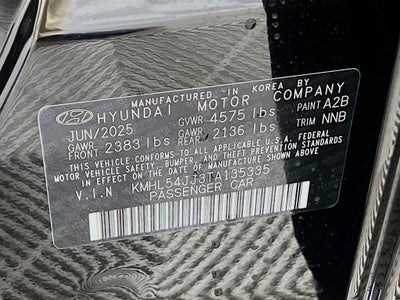 MANUFACTURED IN KOREA BY
HYUNDAI MOTOR COMPANY
JUN/2025 GVWR 4575 lbs PAINT A2B
GAWR FRONT 2383 lbs GAWR REAR 2136 lbs TRIM NNB
THIS VEHICLE CONFORMS TO ALL APPLICABLE U.S.A. FEDERAL
MOTOR VEHICLE SAFETY, BUMPER, AND THEFT PREVENTION STANDARDS
IN EFFECT ON THE DATE OF MANUFACTURE SHOWN ABOVE.
V.I.N KMHL54JJ3TA135335
PASSENGER CAR